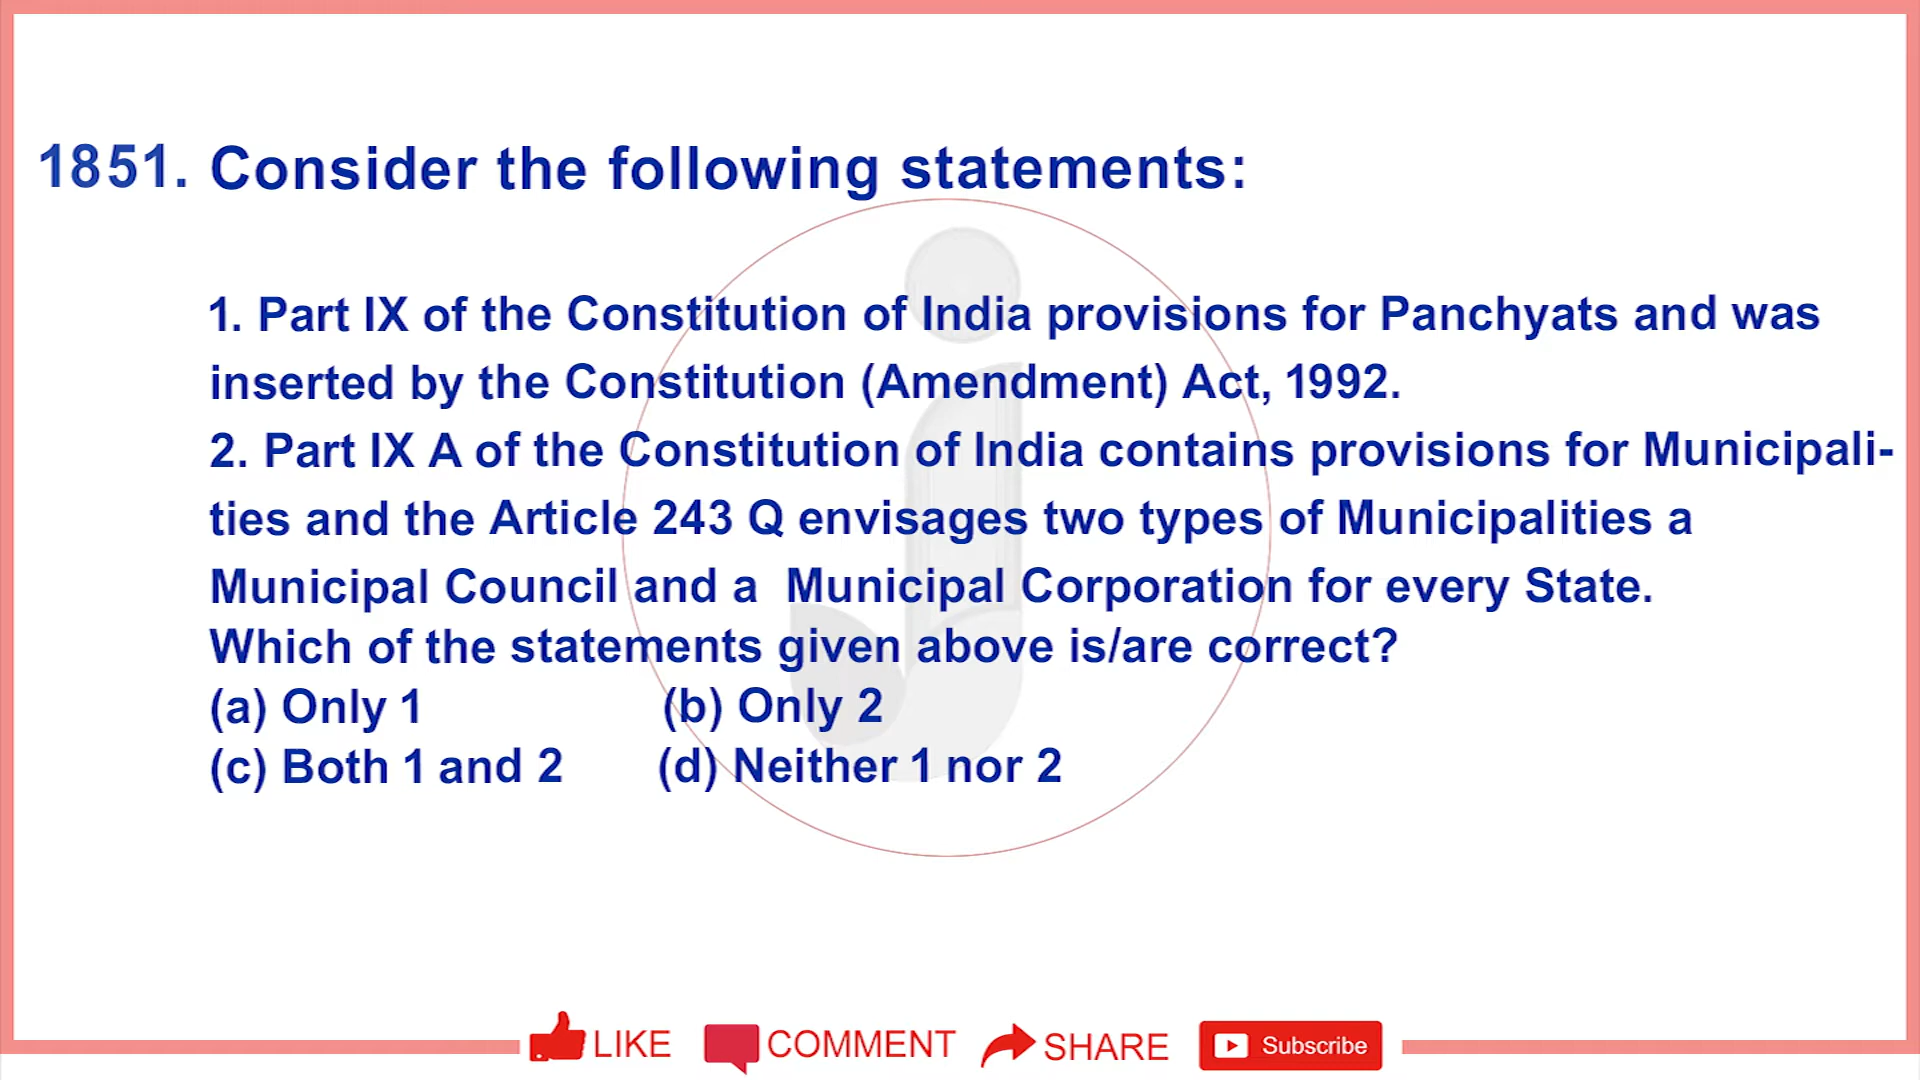 1851. Consider the following statements:
1. Part IX of the Constitution of India provisions for Panchyats and was
inserted by the Constitution (Amendment) Act, 1992.
2. Part IX A of the Constitution of India contains provisions for Municipali-
ties and the Article 243 Q envisages two types of Municipalities a
Municipal Council and a Municipal Corporation for every State.
Which of the statements given above is/are correct?
(a) Only 1 (b) Only 2
(c) Both 1 and 2 (d) Neither 1 nor 2
LIKE COMMENT SHARE Subscribe